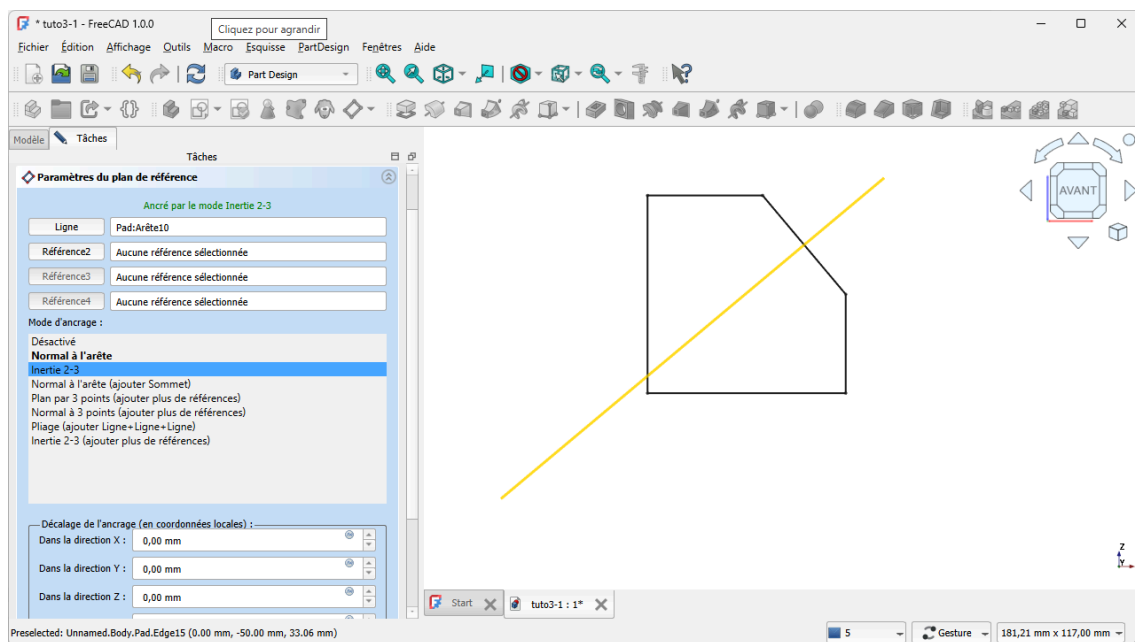 * tuto3-1 - FreeCAD 1.0.0
Cliquez pour agrandir
Fichier Édition Affichage Outils Macro Esquisse PartDesign Fenêtres Aide
Part Design
Modèle Tâches
Tâches
Paramètres du plan de référence
Ancré par le mode Inertie 2-3
Ligne Pad:Arête10
Référence2 Aucune référence sélectionnée
Référence3 Aucune référence sélectionnée
Référence4 Aucune référence sélectionnée
Mode d'ancrage :
Désactivé
Normal à l'arête
Inertie 2-3
Normal à l'arête (ajouter Sommet)
Plan par 3 points (ajouter plus de références)
Normal à 3 points (ajouter plus de références)
Pliage (ajouter Ligne+Ligne+Ligne)
Inertie 2-3 (ajouter plus de références)
Décalage de l'ancrage (en coordonnées locales) :
Dans la direction X : 0,00 mm
Dans la direction Y : 0,00 mm
Dans la direction Z : 0,00 mm
AVANT
Z
Y
Start tuto3-1 : 1*
Preselected: Unnamed.Body.Pad.Edge15 (0.00 mm, -50.00 mm, 33.06 mm)
5 Gesture 181,21 mm x 117,00 mm